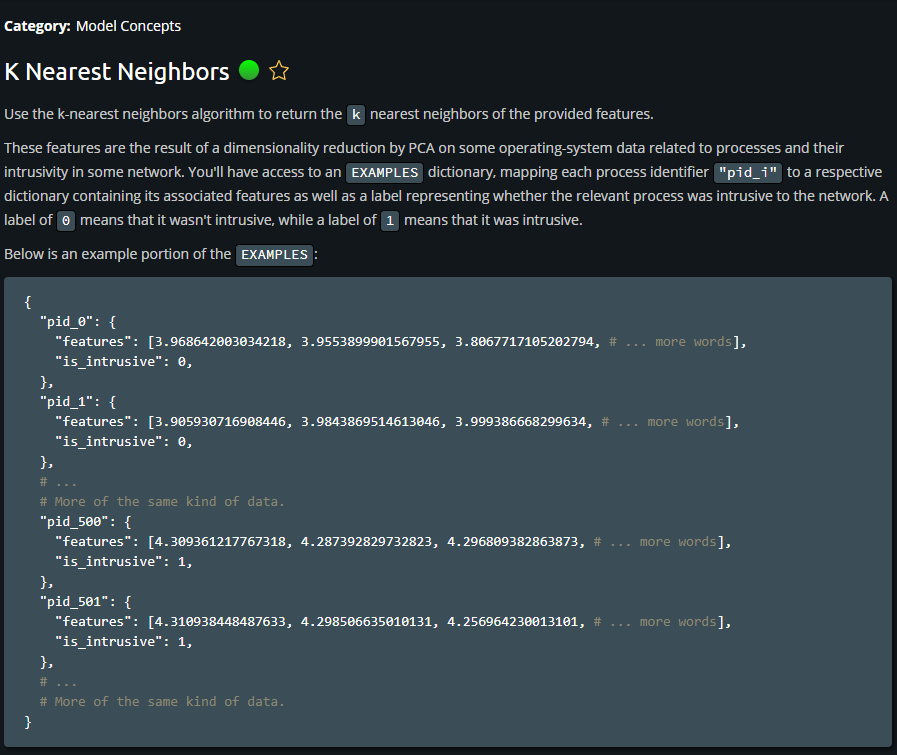 Category: Model Concepts
K Nearest Neighbors
Use the k-nearest neighbors algorithm to return the k nearest neighbors of the provided features.
These features are the result of a dimensionality reduction by PCA on some operating-system data related to processes and their
intrusivity in some network. You'll have access to an EXAMPLES dictionary, mapping each process identifier "pid_i" to a respective
dictionary containing its associated features as well as a label representing whether the relevant process was intrusive to the network. A
label of 0 means that it wasn't intrusive, while a label of 1 means that it was intrusive.
Below is an example portion of the EXAMPLES:
{
  "pid_0": {
    "features": [3.968642003034218, 3.9553899901567955, 3.8067717105202794, # ... more words],
    "is_intrusive": 0,
  },
  "pid_1": {
    "features": [3.905930716908446, 3.9843869514613046, 3.999386668299634, # ... more words],
    "is_intrusive": 0,
  },
  # ...
  # More of the same kind of data.
  "pid_500": {
    "features": [4.309361217767318, 4.287392829732823, 4.296809382863873, # ... more words],
    "is_intrusive": 1,
  },
  "pid_501": {
    "features": [4.310938448487633, 4.298506635010131, 4.256964230013101, # ... more words],
    "is_intrusive": 1,
  },
  # ...
  # More of the same kind of data.
}